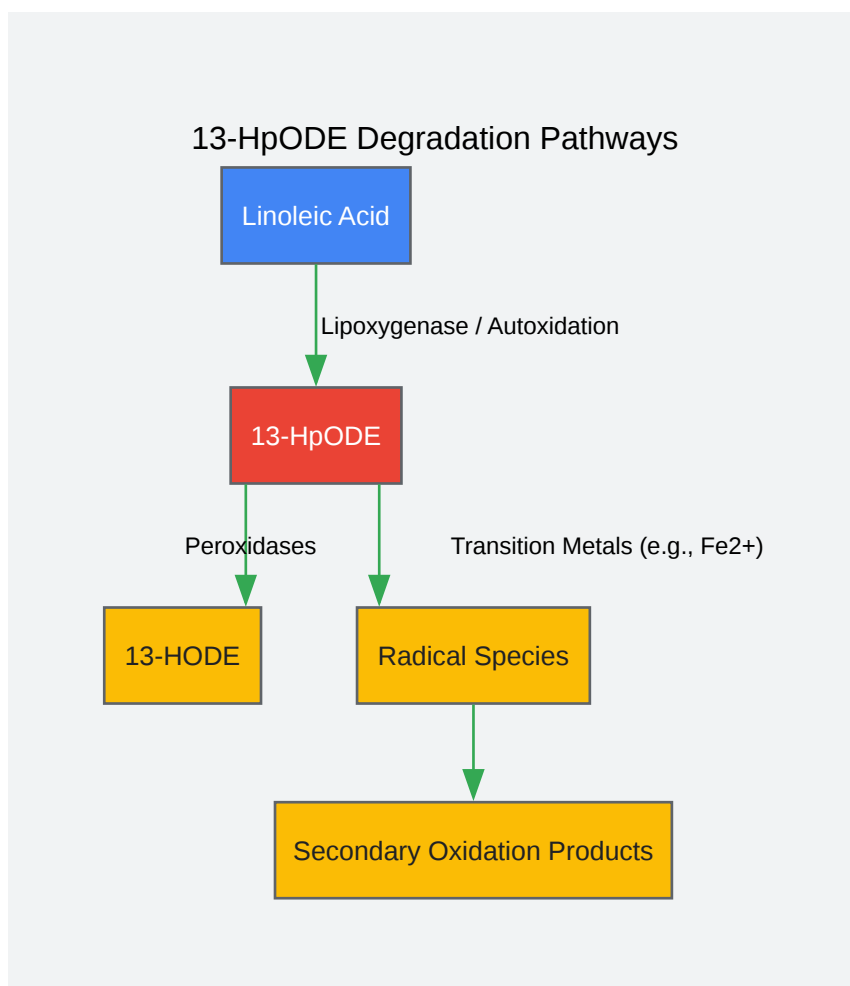 13-HpODE Degradation Pathways
Linoleic Acid
Lipoxygenase / Autoxidation
13-HpODE
Peroxidases
Transition Metals (e.g., Fe2+)
13-HODE
Radical Species
Secondary Oxidation Products